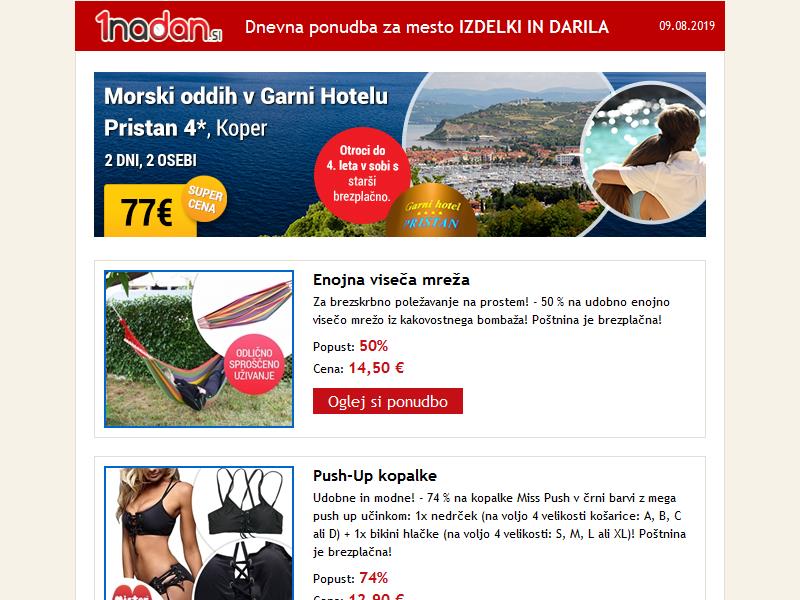 1nadan.si
Dnevna ponudba za mesto IZDELKI IN DARILA
09.08.2019
Morski oddih v Garni Hotelu
Pristan 4*, Koper
2 DNI, 2 OSEBI
77€
SUPER
CENA
Otroci do
4. leta v sobi s
starši
brezplačno.
Garni hotel
PRISTAN
ODLIČNO
SPROŠČENO
UŽIVANJE
Enojna viseča mreža
Za brezskrbno poležavanje na prostem! - 50 % na udobno enojno
visečo mrežo iz kakovostnega bombaža! Poštnina je brezplačna!
Popust: 50%
Cena: 14,50 €
Oglej si ponudbo
Push-Up kopalke
Udobne in modne! - 74 % na kopalke Miss Push v črni barvi z mega
push up učinkom: 1x nedrček (na voljo 4 velikosti košarice: A, B, C
ali D) + 1x bikini hlačke (na voljo 4 velikosti: S, M, L ali XL)! Poštnina
je brezplačna!
Popust: 74%
Cena: 12,90 €